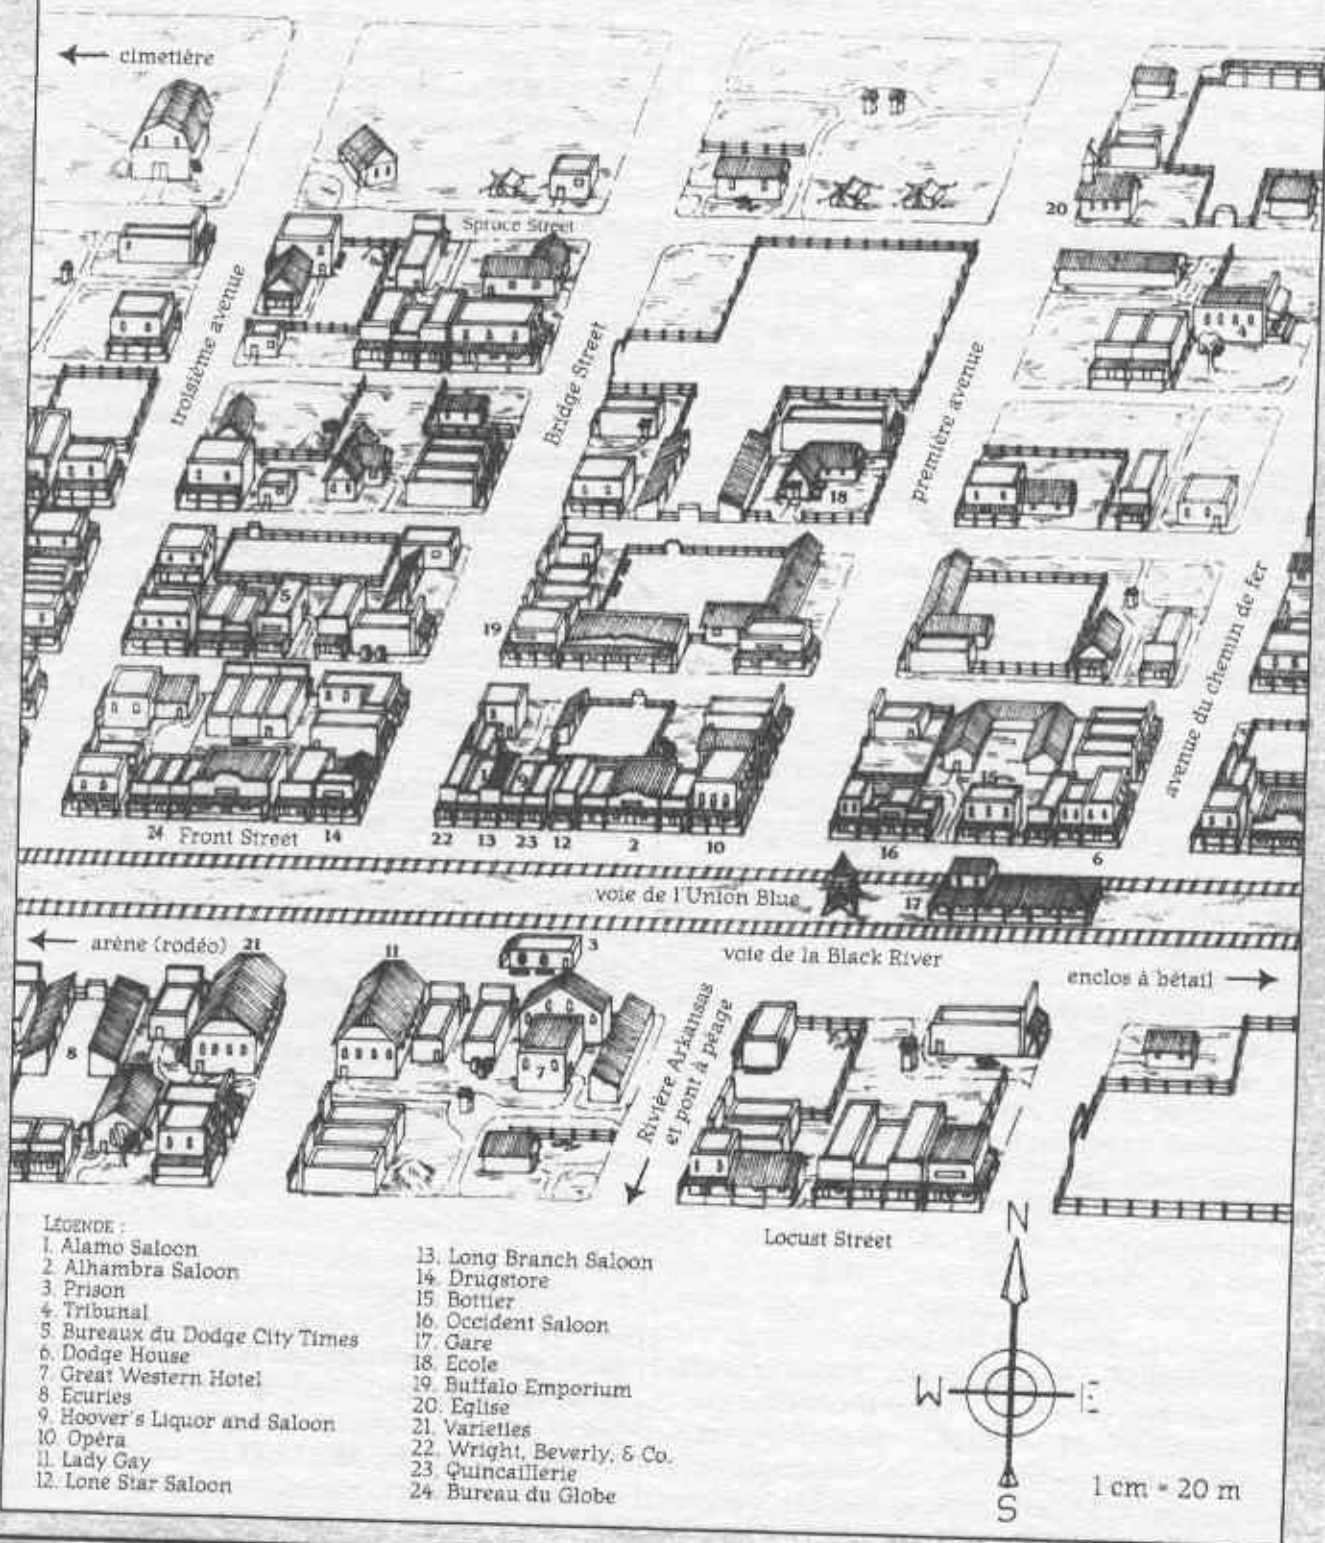 cimetière
20
Spruce Street
troisième avenue
Bridge Street
première avenue
4
18
5
19
avenue du chemin de fer
1
9
15
24 Front Street 14
22 13 23 12 2 10
16
6
voie de l'Union Blue
17
arène (rodéo) 21
11
3
voie de la Black River
enclos à bétail
8
7
Rivière Arkansas
et pont à péage
Locust Street
LÉGENDE :
1. Alamo Saloon
2. Alhambra Saloon
3. Prison
4. Tribunal
5. Bureaux du Dodge City Times
6. Dodge House
7. Great Western Hotel
8. Ecuries
9. Hoover's Liquor and Saloon
10. Opéra
11. Lady Gay
12. Lone Star Saloon
13. Long Branch Saloon
14. Drugstore
15. Bottier
16. Occident Saloon
17. Gare
18. Ecole
19. Buffalo Emporium
20. Eglise
21. Varieties
22. Wright, Beverly, & Co.
23. Quincaillerie
24. Bureau du Globe
N
W E
S
1 cm = 20 m